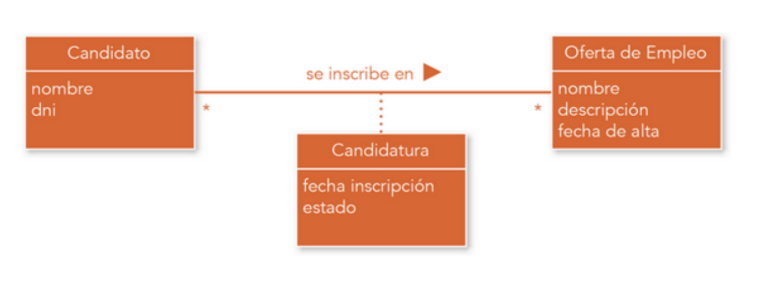 Candidato
nombre
dni
*
se inscribe en
*
Oferta de Empleo
nombre
descripción
fecha de alta
Candidatura
fecha inscripción
estado